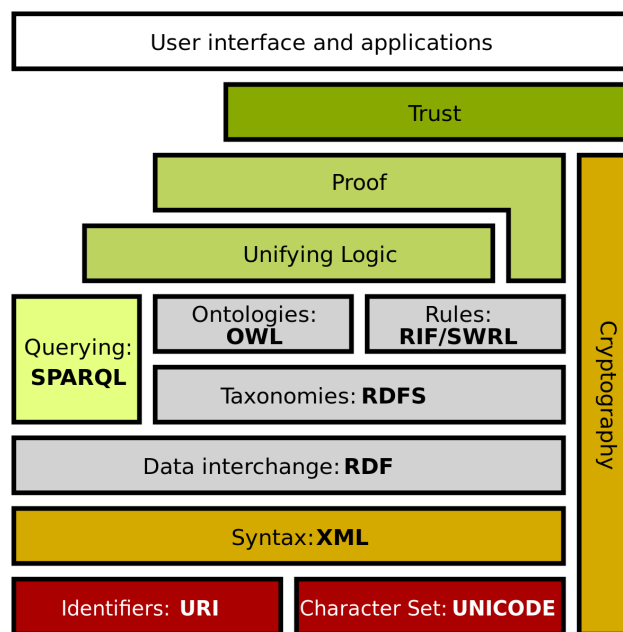 User interface and applications
Trust
Proof
Unifying Logic
Ontologies:
OWL
Rules:
RIF/SWRL
Querying:
SPARQL
Taxonomies: RDFS
Cryptography
Data interchange: RDF
Syntax: XML
Identifiers: URI
Character Set: UNICODE